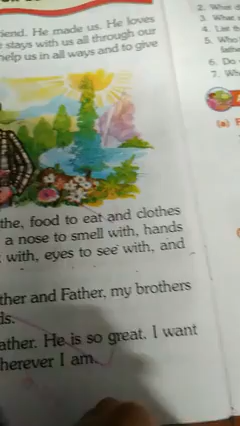 iend. He made us. He loves
stays with us all through our
help us in all ways and to give
the, food to eat and clothes
a nose to smell with, hands
with, eyes to see with, and
ther and Father, my brothers
ds.
ather. He is so great. I want
herever I am.
2. What
3. What
4. List
5. Who
6. Do
7. Wh
(a)